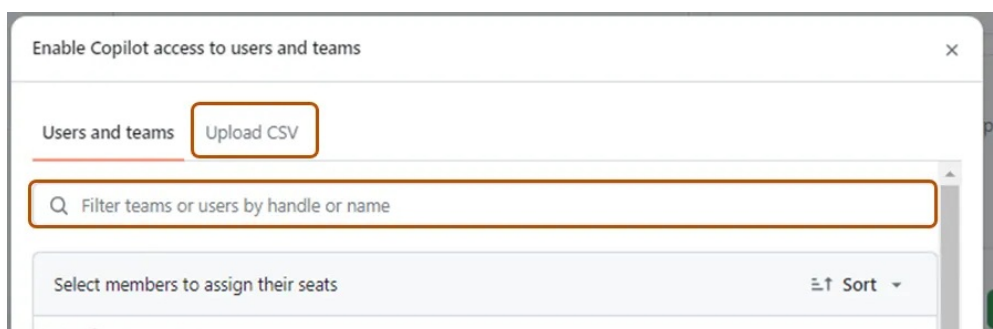 Enable Copilot access to users and teams
Users and teams Upload CSV
Filter teams or users by handle or name
Select members to assign their seats Sort